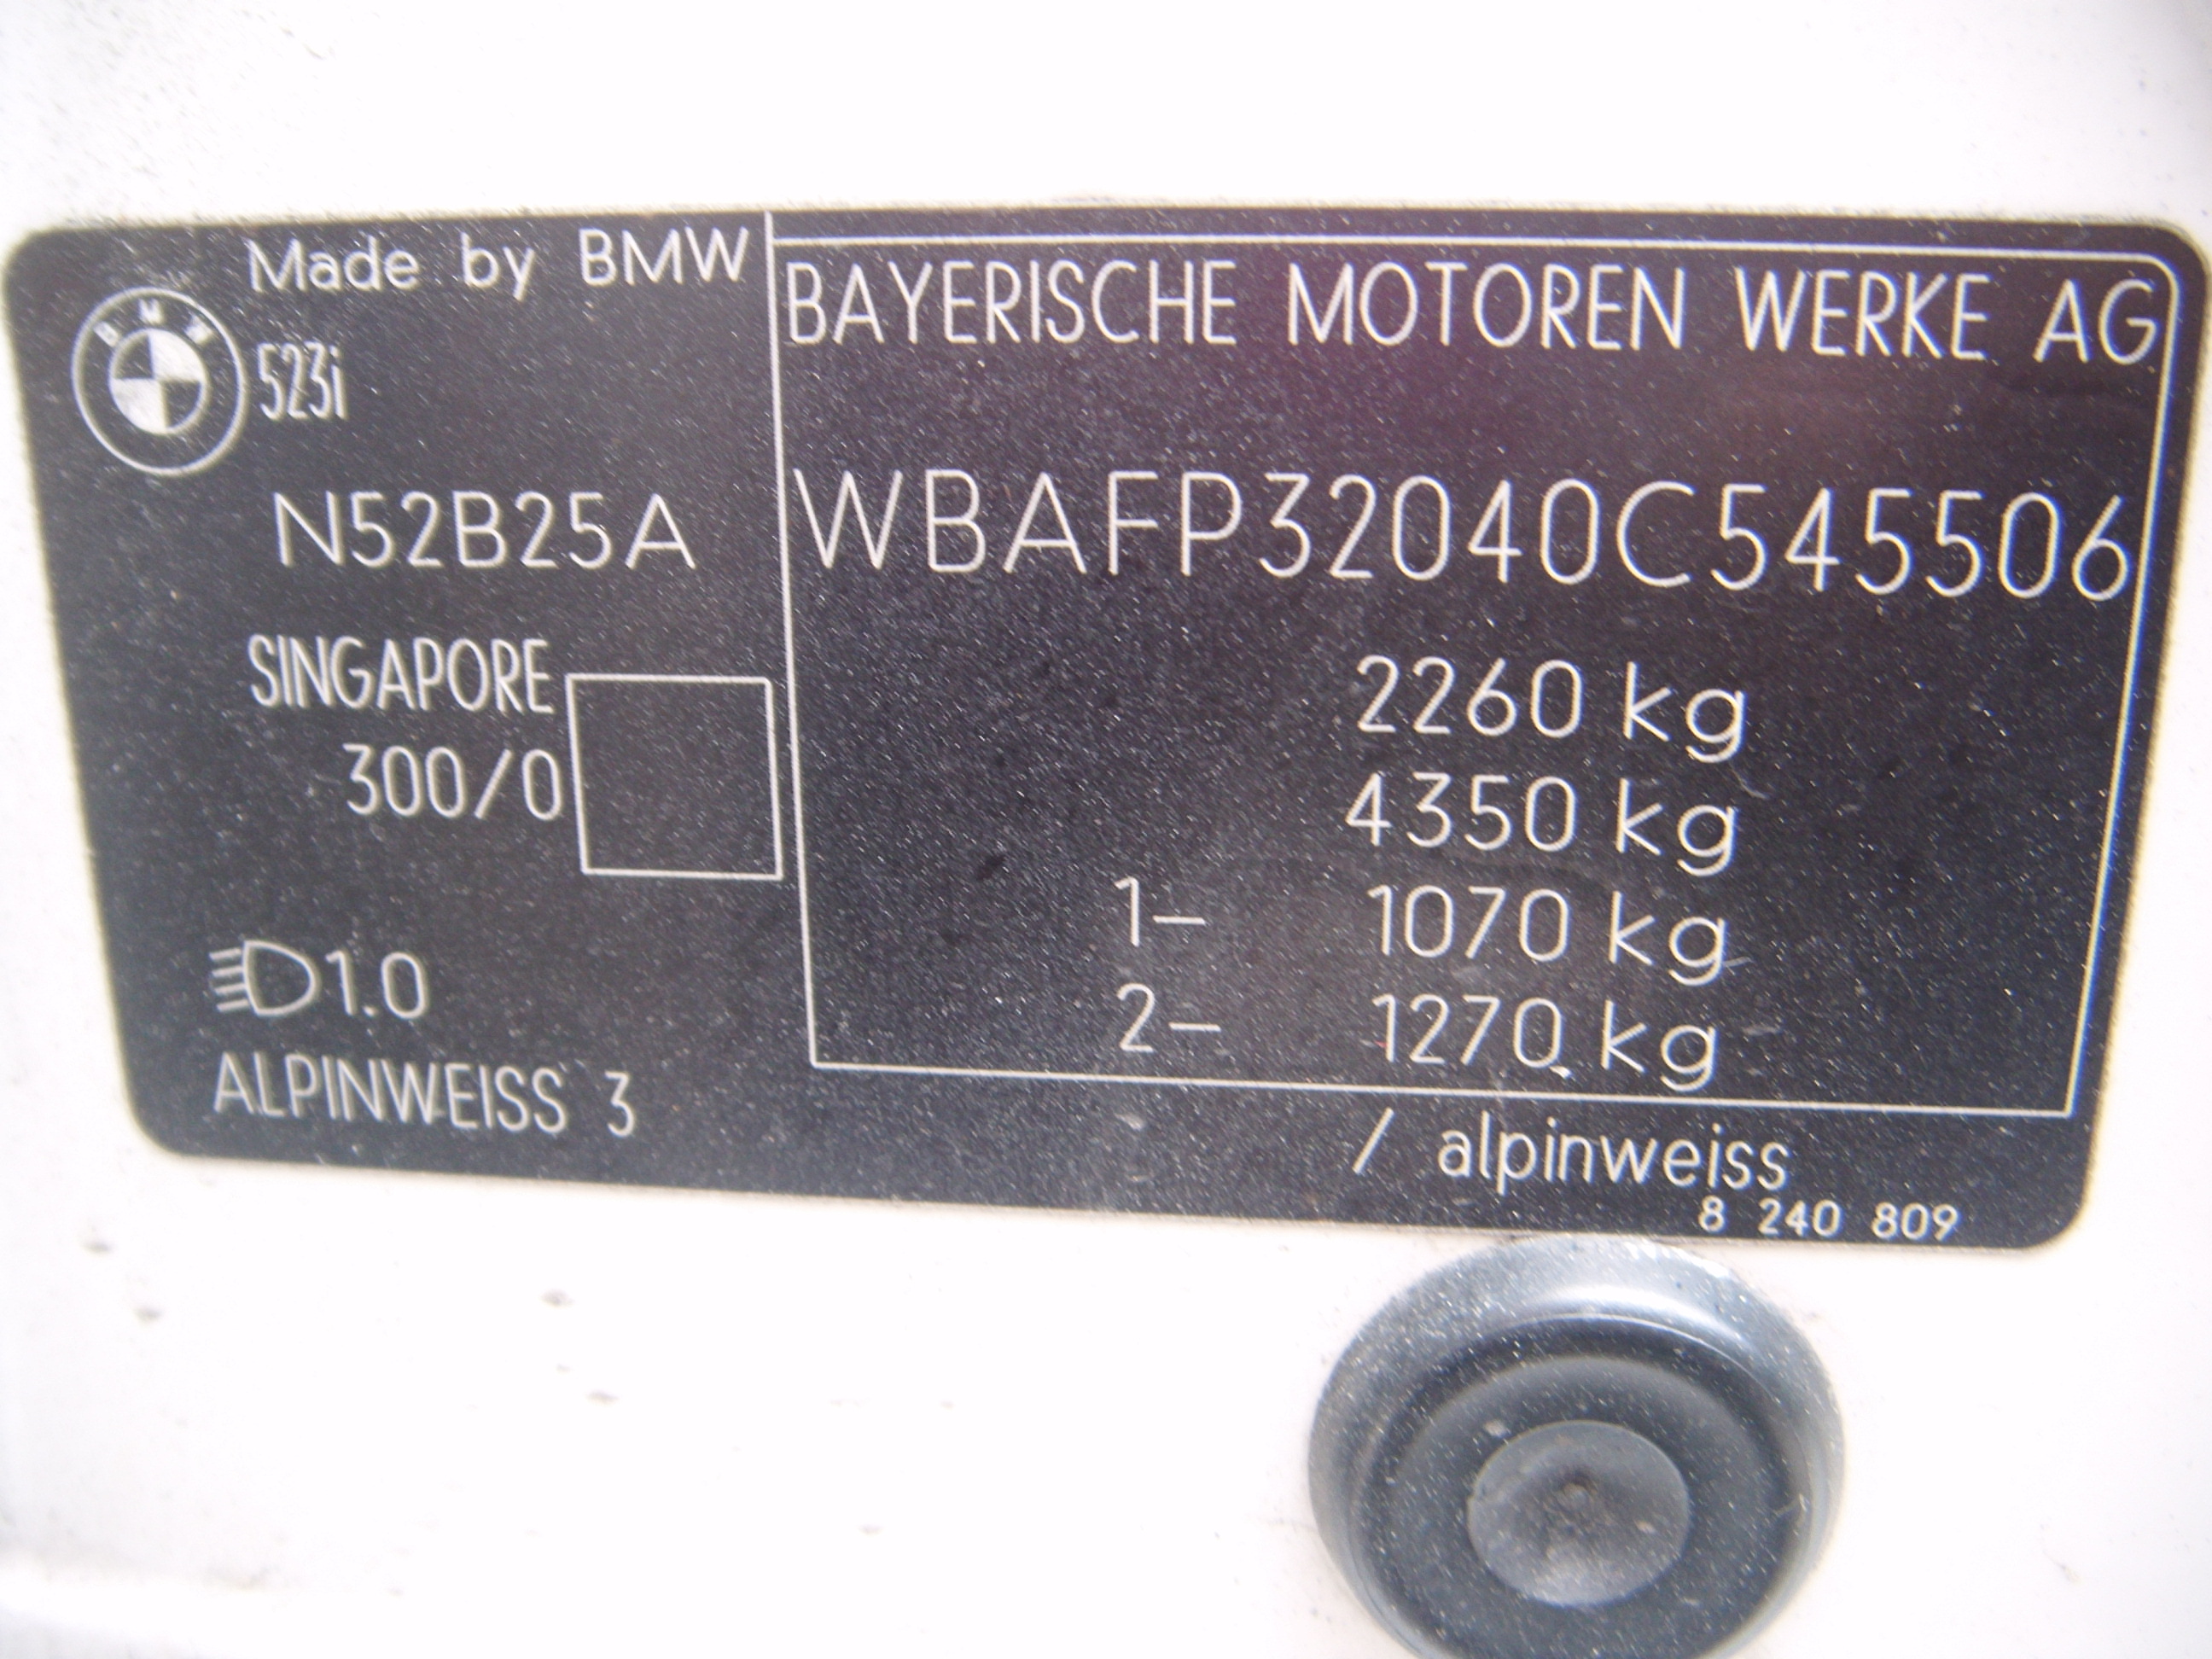 Made by BMW
BMW
523i
N52B25A
SINGAPORE
300/0
1.0
ALPINWEISS 3
BAYERISCHE MOTOREN WERKE AG
WBAFP32040C545506
2260 kg
4350 kg
1- 1070 kg
2- 1270 kg
/ alpinweiss
8 240 809